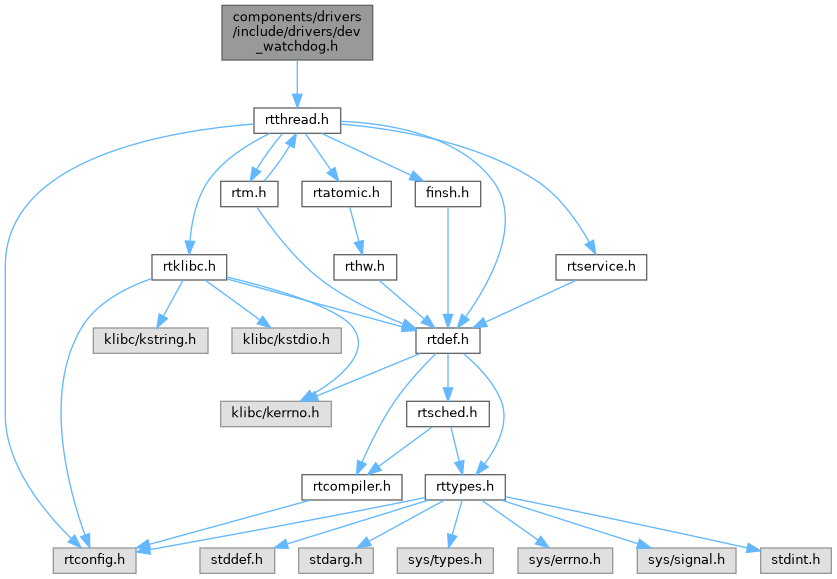 components/drivers
/include/drivers/dev
_watchdog.h
rtthread.h
rtm.h
rtatomic.h
finsh.h
rtklibc.h
rthw.h
rtservice.h
klibc/kstring.h
klibc/kstdio.h
rtdef.h
klibc/kerrno.h
rtsched.h
rtcompiler.h
rttypes.h
rtconfig.h
stddef.h
stdarg.h
sys/types.h
sys/errno.h
sys/signal.h
stdint.h